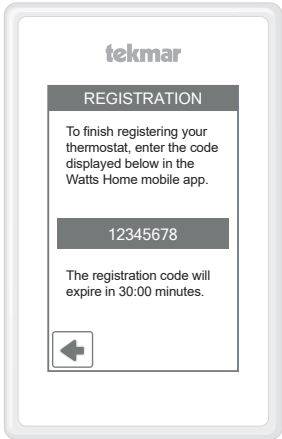 tekmar
REGISTRATION
To finish registering your
thermostat, enter the code
displayed below in the
Watts Home mobile app.
12345678
The registration code will
expire in 30:00 minutes.